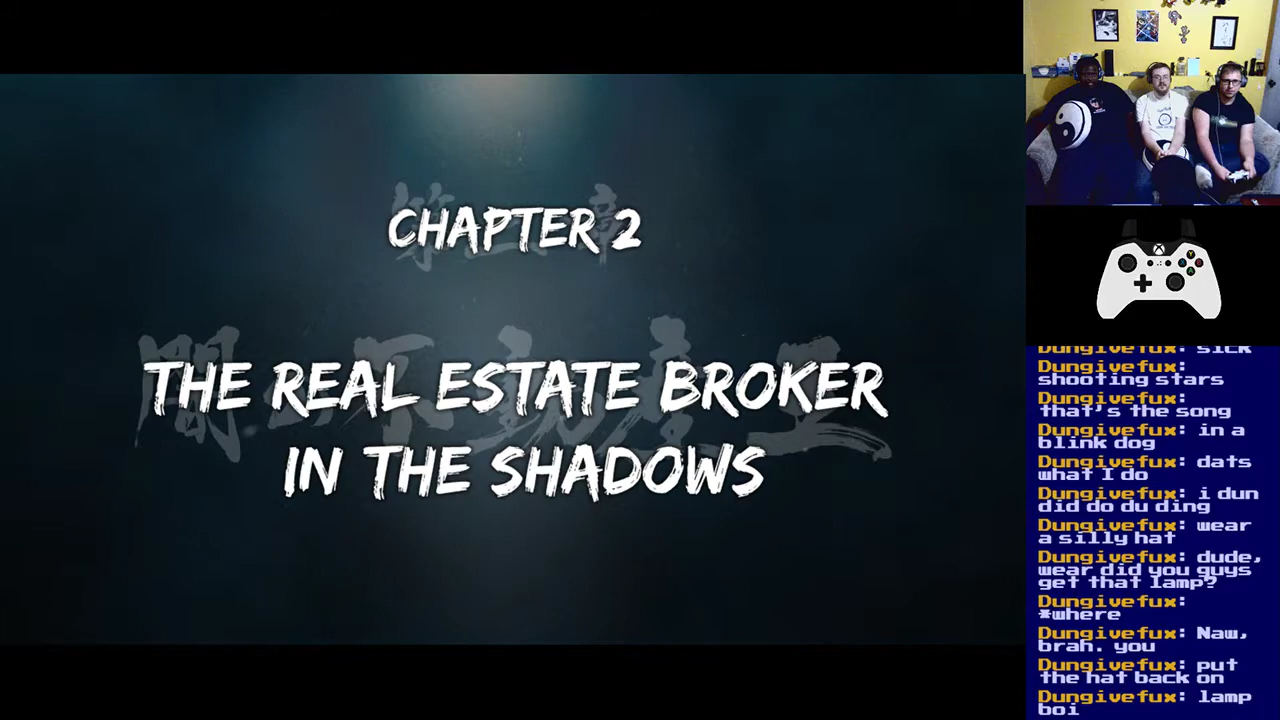 CHAPTER 2
THE REAL ESTATE BROKER
IN THE SHADOWS
Dungivefux: sick
Dungivefux:
shooting stars
Dungivefux:
that's the song
Dungivefux: in a
blink dog
Dungivefux: dats
what I do
Dungivefux: i dun
did do du ding
Dungivefux: wear
a silly hat
Dungivefux: dude,
wear did you guys
get that lamp?
Dungivefux:
*where
Dungivefux: Naw,
brah. you
Dungivefux: put
the hat back on
Dungivefux: lamp
boi